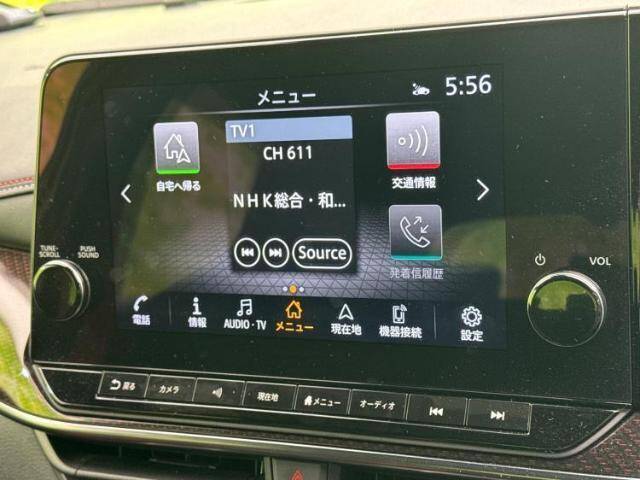 メニュー
5:56
TV1
CH 611
NHK総合・和...
Source
自宅へ帰る
交通情報
発着信履歴
TUNE・
SCROLL
PUSH
SOUND
VOL
電話
情報
AUDIO・TV
メニュー
現在地
機器接続
設定
戻る
カメラ
現在地
メニュー
オーディオ